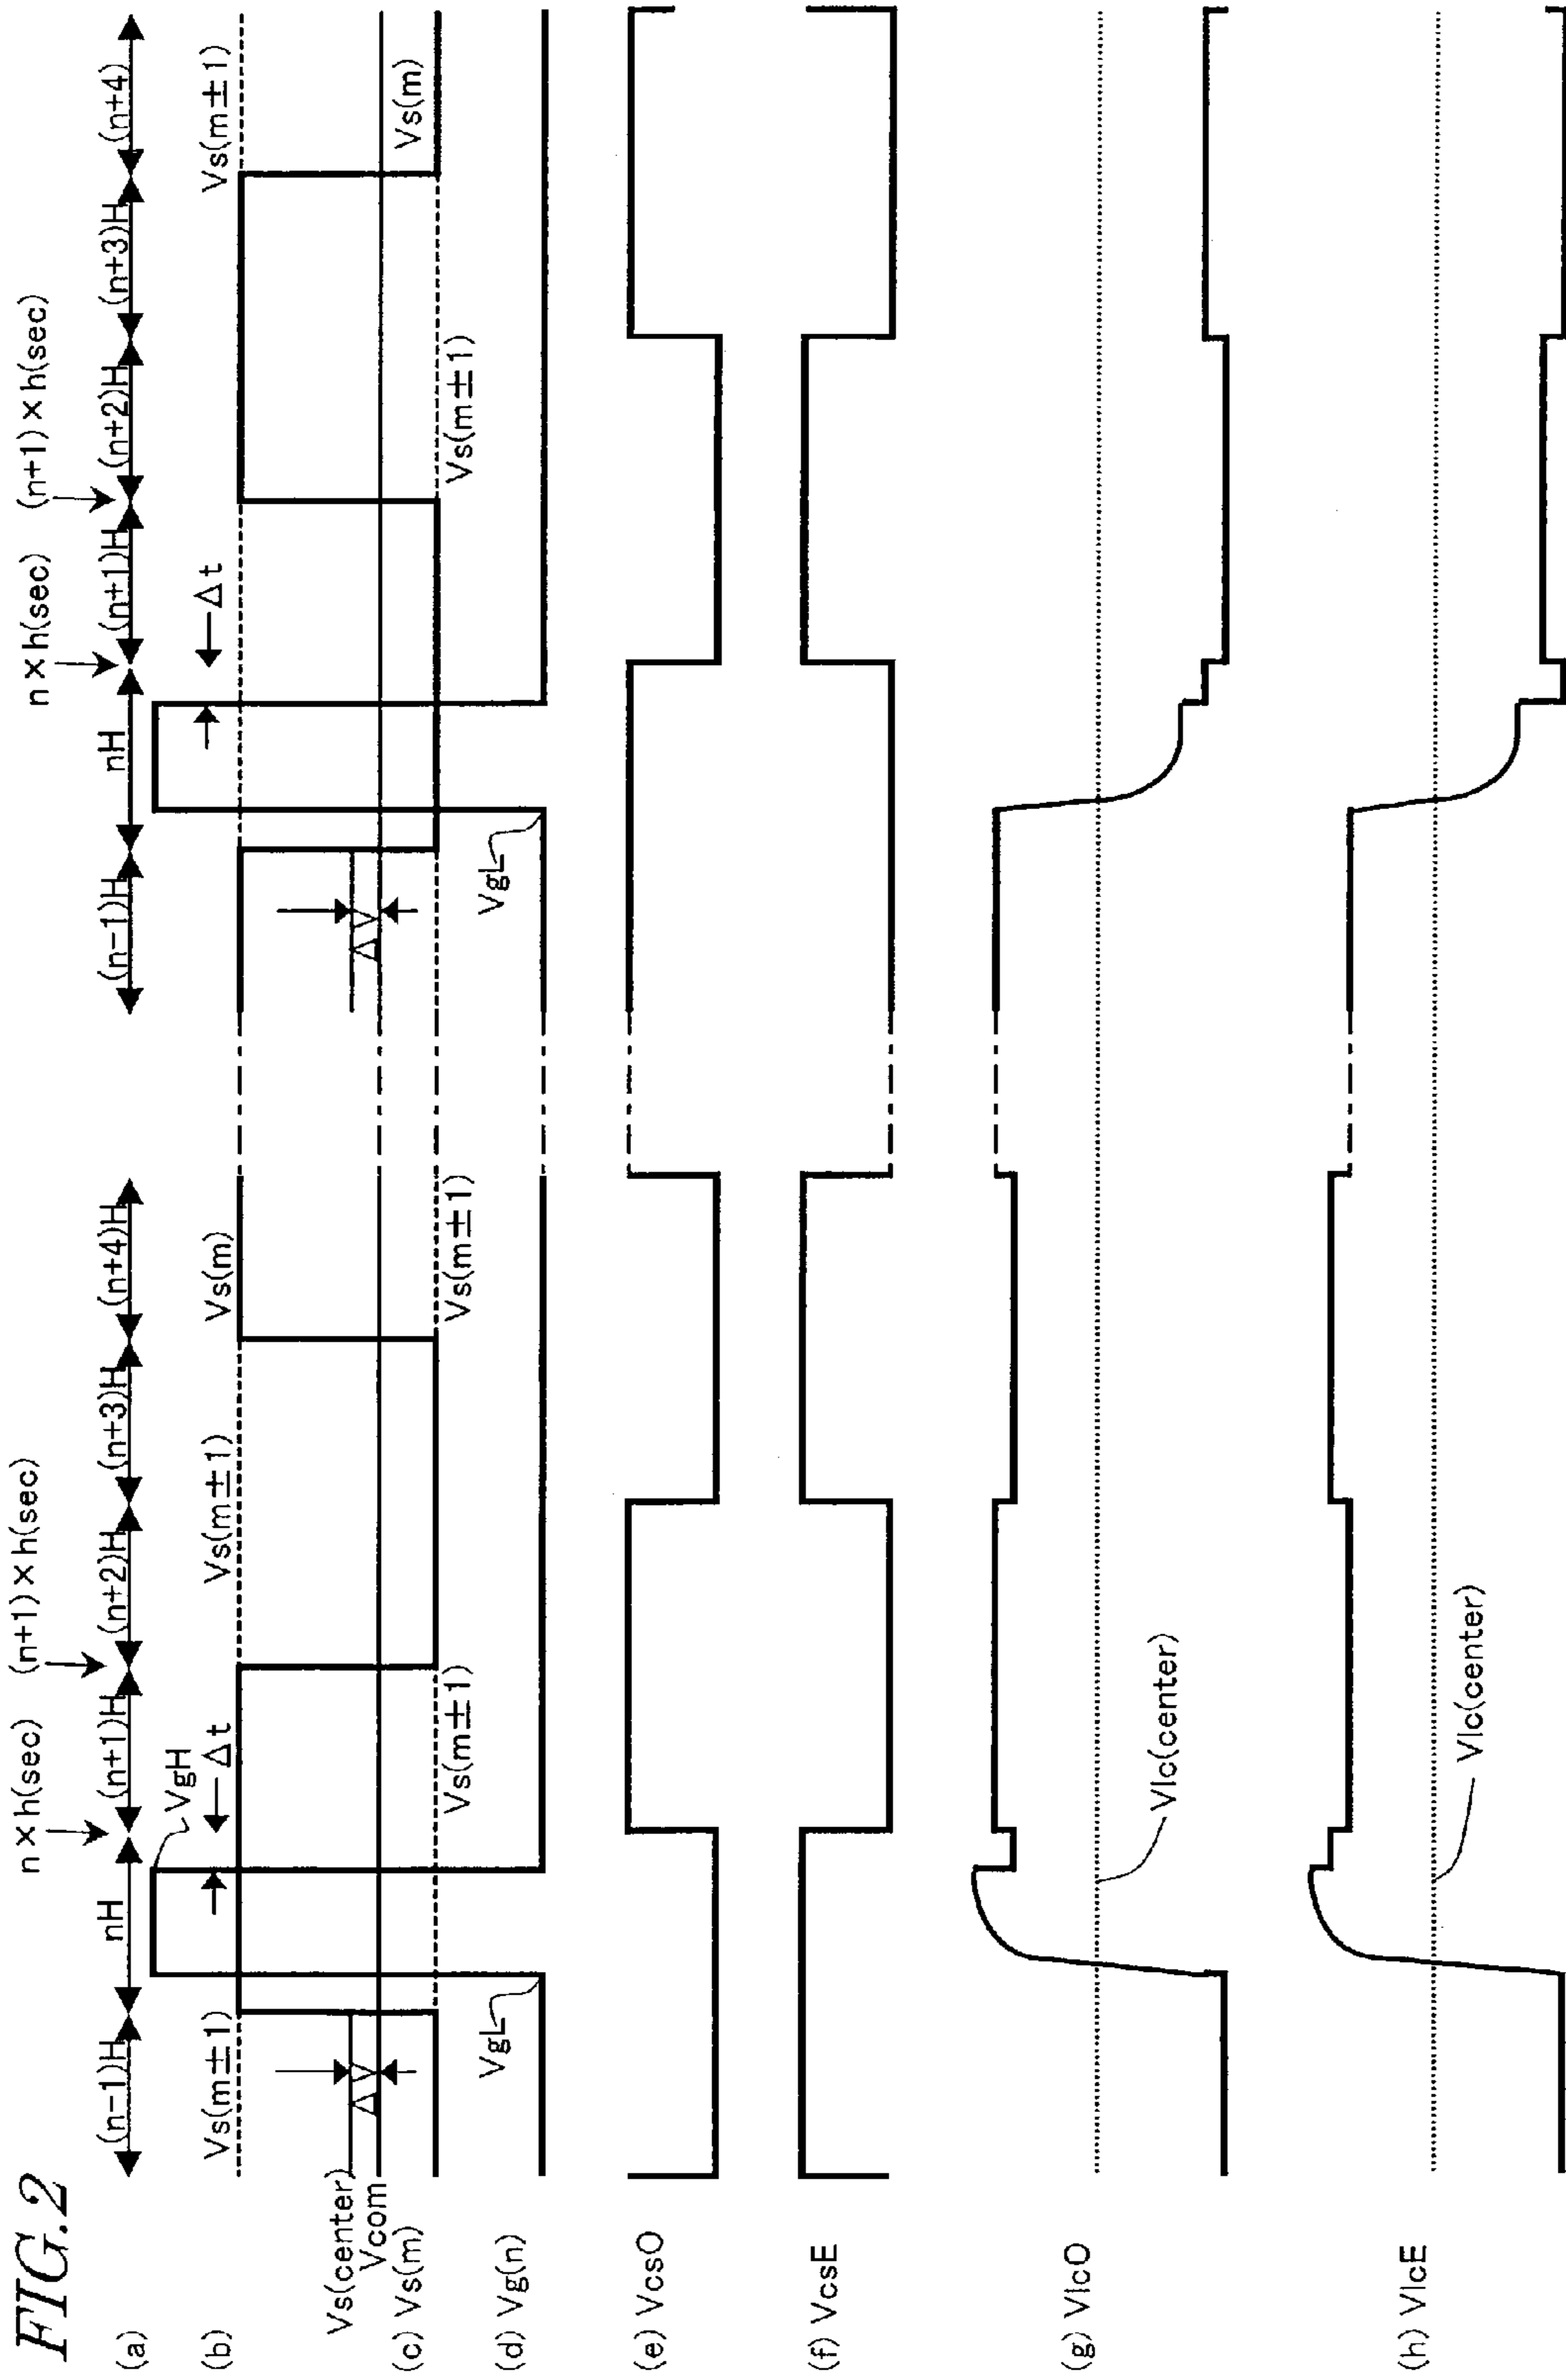 FIG.2
n×h(sec) (n+1)×h(sec) n×h(sec) (n+1)×h(sec)
(a) (n-1)H nH (n+1)H (n+2)H (n+3)H (n+4)H (n-1)H nH (n+1)H (n+2)H (n+3)H (n+4)
VgH
(b) Vs(m±1) Δt Vs(m±1) Vs(m) Δt Vs(m±1)
Vs(center) ΔV ΔV
Vcom
(c) Vs(m) Vs(m±1) Vs(m±1) Vs(m±1) Vs(m)
(d) Vg(n) VgL VgL
(e) VcsO
(f) VcsE
(g) VlcO Vlc(center)
(h) VlcE Vlc(center)